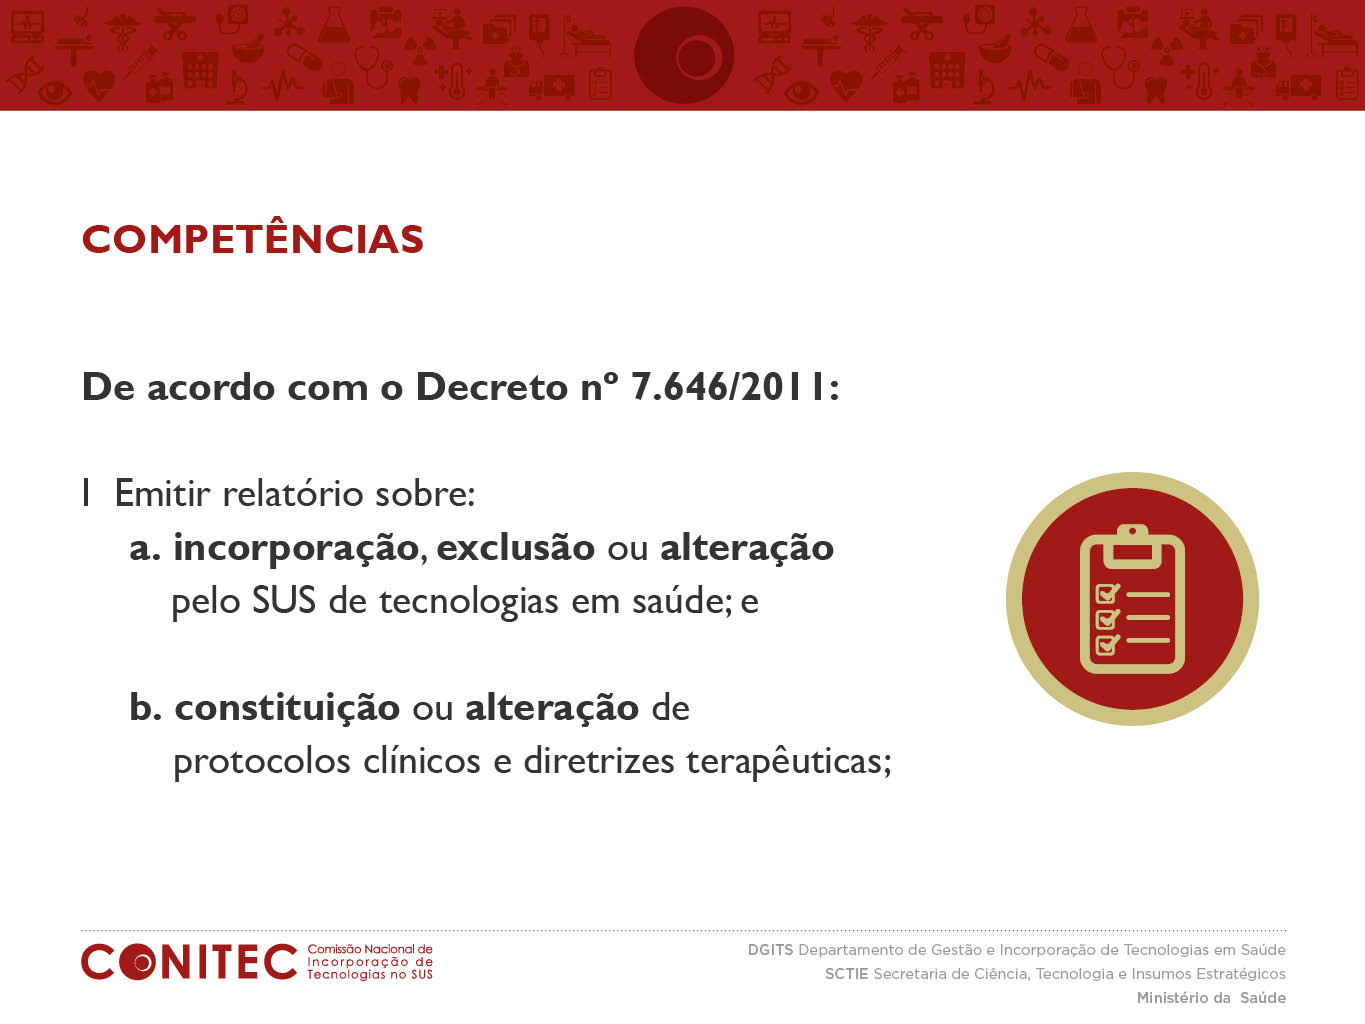 COMPETÊNCIAS
De acordo com o Decreto nº 7.646/2011:
I Emitir relatório sobre:
a. incorporação, exclusão ou alteração
pelo SUS de tecnologias em saúde; e
b. constituição ou alteração de
protocolos clínicos e diretrizes terapêuticas;
CONITEC
Comissão Nacional de
Incorporação de
Tecnologias no SUS
DGITS Departamento de Gestão e Incorporação de Tecnologias em Saúde
SCTIE Secretaria de Ciência, Tecnologia e Insumos Estratégicos
Ministério da Saúde